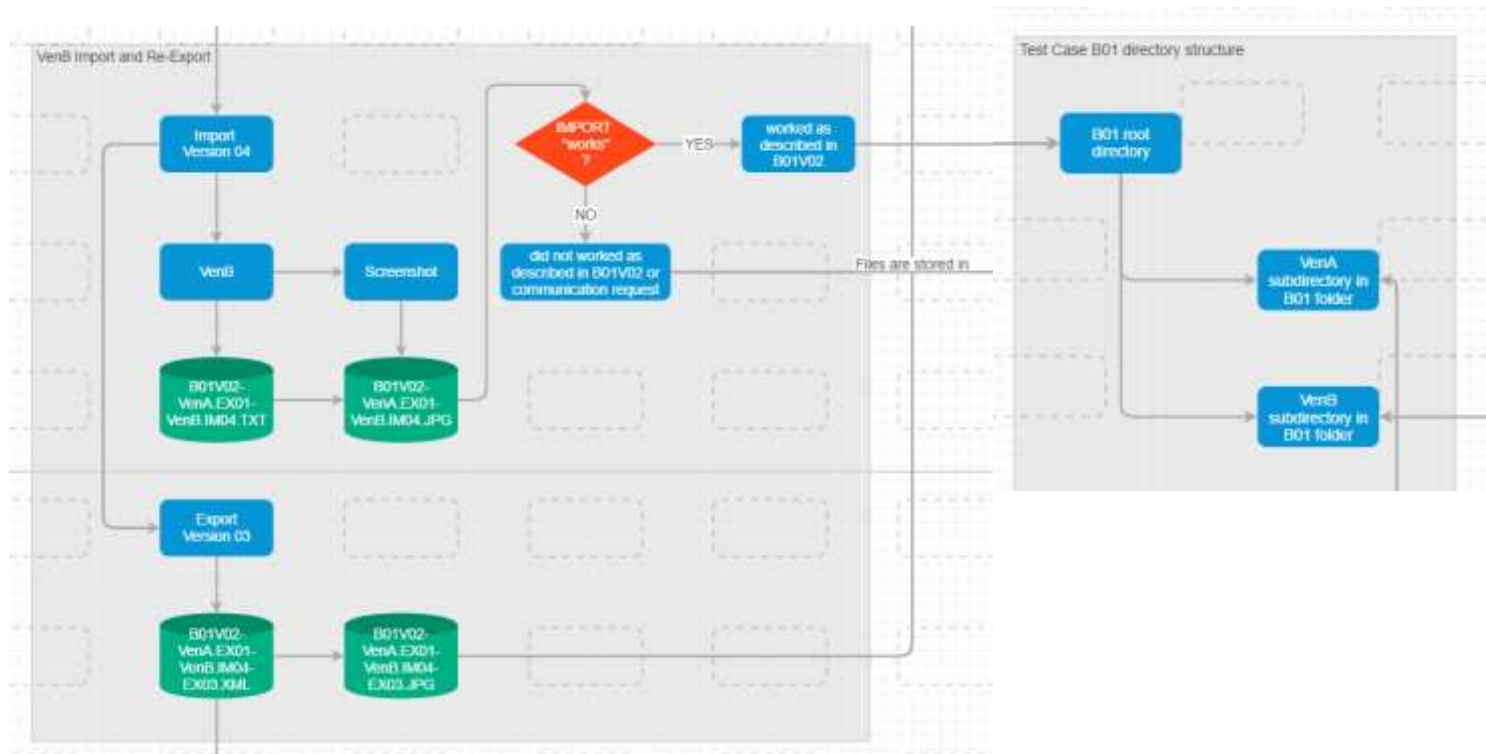 VenB Import and Re-Export
Import
Version 04
IMPORT
"works"
?
YES
worked as
described in
B01V02
NO
VenB
Screenshot
did not worked as
described in B01V02 or
communication request
Files are stored in
B01V02-
VenA.EX01-
VenB.IM04.TXT
B01V02-
VenA.EX01-
VenB.IM04.JPG
Export
Version 03
B01V02-
VenA.EX01-
VenB.IM04-
EX03.XML
B01V02-
VenA.EX01-
VenB.IM04-
EX03.JPG
Test Case B01 directory structure
B01 root
directory
VenA
subdirectory in
B01 folder
VenB
subdirectory in
B01 folder